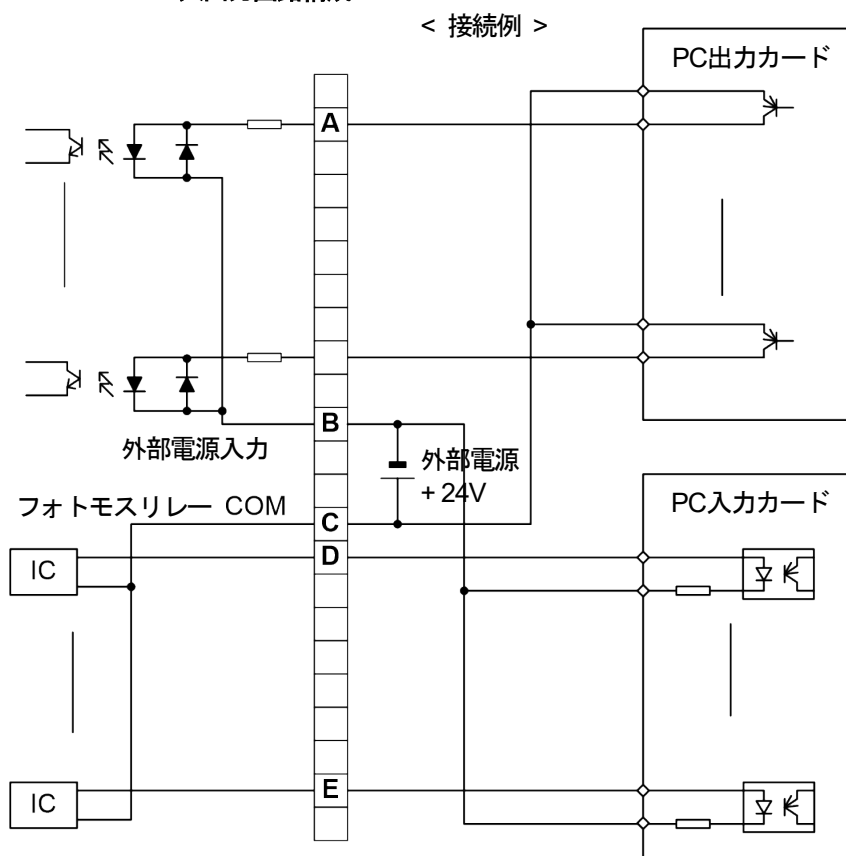 < 接続例 >
PC出力カード
A
B
外部電源入力
外部電源
+ 24V
フォトモスリレー COM
C
PC入力カード
D
IC
E
IC